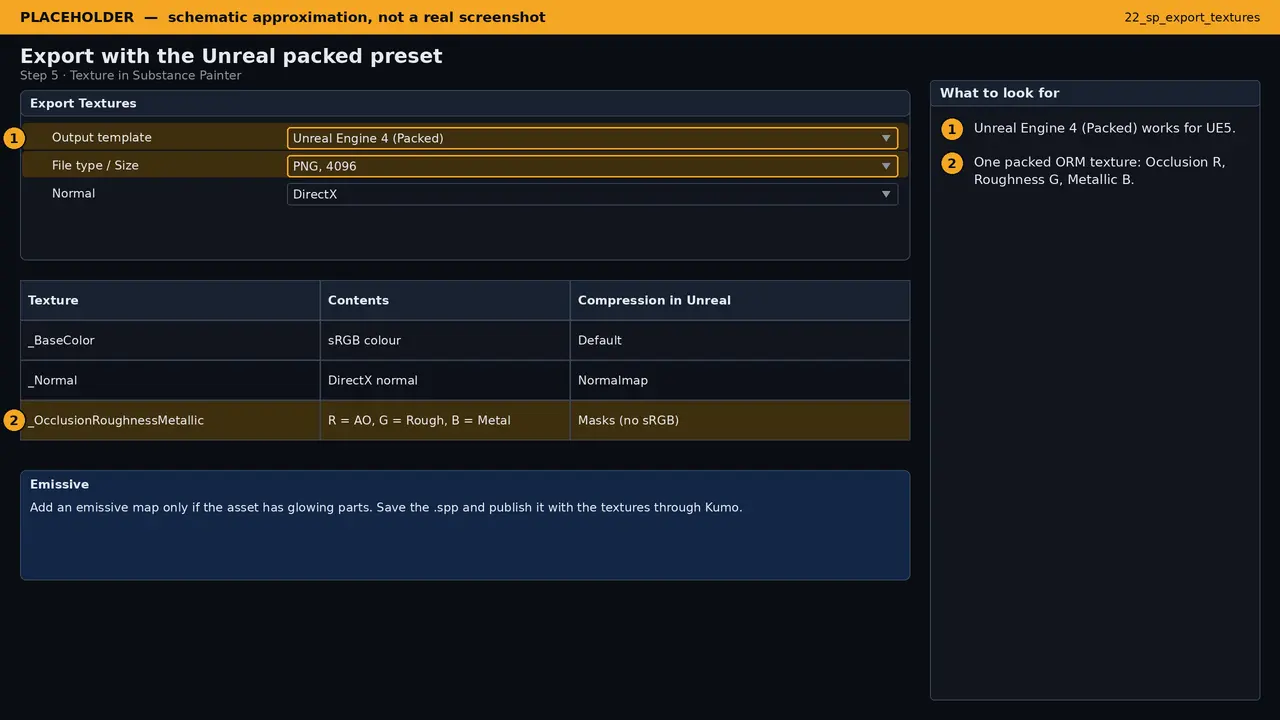 PLACEHOLDER — schematic approximation, not a real screenshot
22_sp_export_textures
Export with the Unreal packed preset
Step 5 · Texture in Substance Painter
Export Textures
1
Output template
Unreal Engine 4 (Packed)
File type / Size
PNG, 4096
Normal
DirectX
Texture
Contents
Compression in Unreal
_BaseColor
sRGB colour
Default
_Normal
DirectX normal
Normalmap
2
_OcclusionRoughnessMetallic
R = AO, G = Rough, B = Metal
Masks (no sRGB)
Emissive
Add an emissive map only if the asset has glowing parts. Save the .spp and publish it with the textures through Kumo.
What to look for
1
Unreal Engine 4 (Packed) works for UE5.
2
One packed ORM texture: Occlusion R,
Roughness G, Metallic B.